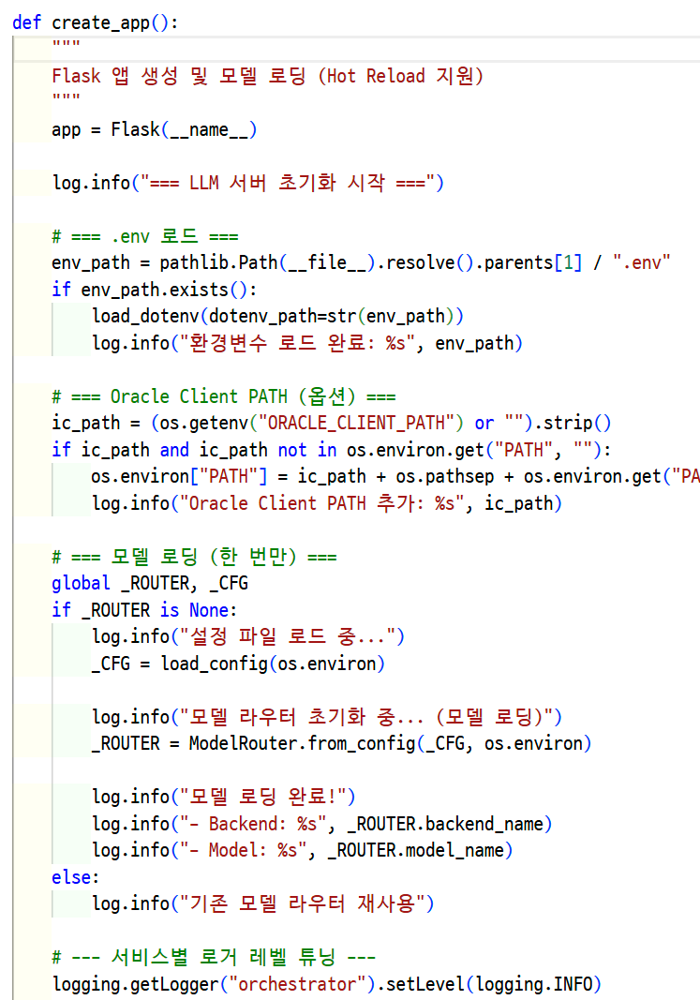 def create_app():
"""
Flask 앱 생성 및 모델 로딩 (Hot Reload 지원)
"""
app = Flask(__name__)
log.info("=== LLM 서버 초기화 시작 ===")
# === .env 로드 ===
env_path = pathlib.Path(__file__).resolve().parents[1] / ".env"
if env_path.exists():
load_dotenv(dotenv_path=str(env_path))
log.info("환경변수 로드 완료: %s", env_path)
# === Oracle Client PATH (옵션) ===
ic_path = (os.getenv("ORACLE_CLIENT_PATH") or "").strip()
if ic_path and ic_path not in os.environ.get("PATH", ""):
os.environ["PATH"] = ic_path + os.pathsep + os.environ.get("PA
log.info("Oracle Client PATH 추가: %s", ic_path)
# === 모델 로딩 (한 번만) ===
global _ROUTER, _CFG
if _ROUTER is None:
log.info("설정 파일 로드 중...")
_CFG = load_config(os.environ)
log.info("모델 라우터 초기화 중... (모델 로딩)")
_ROUTER = ModelRouter.from_config(_CFG, os.environ)
log.info("모델 로딩 완료!")
log.info("- Backend: %s", _ROUTER.backend_name)
log.info("- Model: %s", _ROUTER.model_name)
else:
log.info("기존 모델 라우터 재사용")
# --- 서비스별 로거 레벨 튜닝 ---
logging.getLogger("orchestrator").setLevel(logging.INFO)